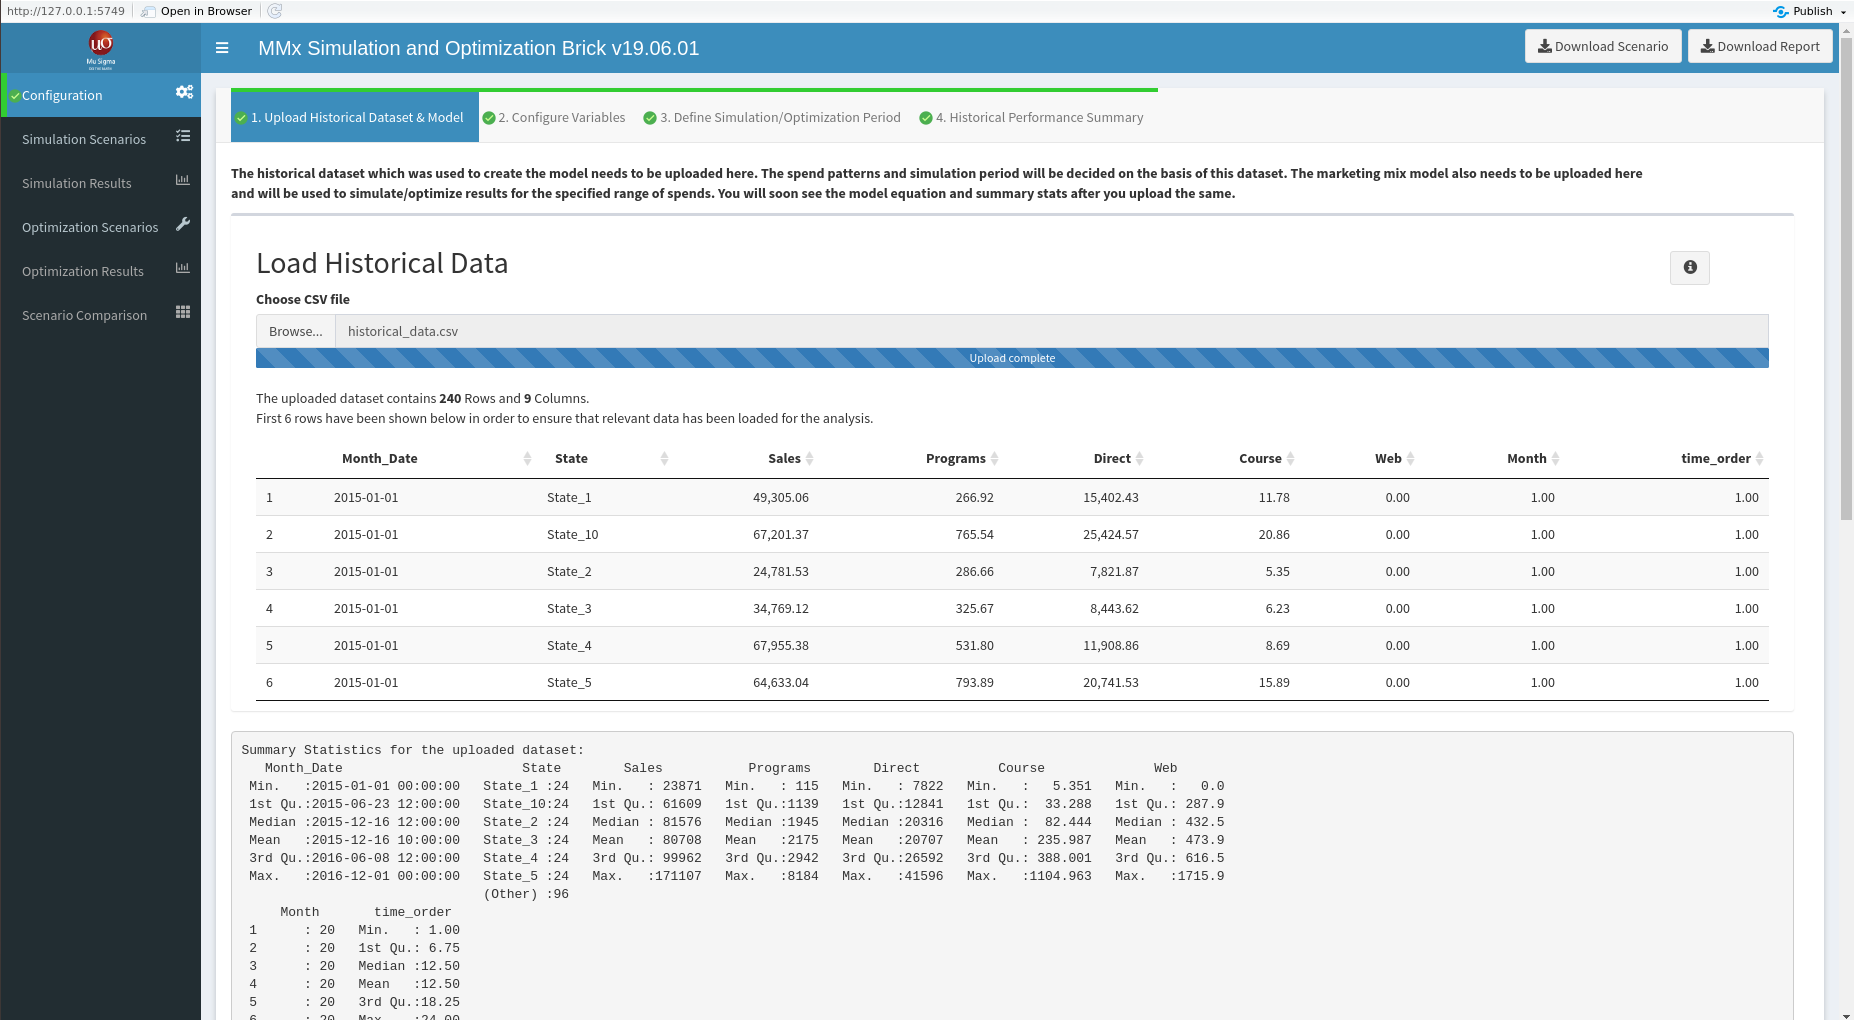 http://127.0.0.1:5749 Open in Browser Publish
Mu Sigma
MMx Simulation and Optimization Brick v19.06.01
Download Scenario Download Report
Configuration
Simulation Scenarios
Simulation Results
Optimization Scenarios
Optimization Results
Scenario Comparison
1. Upload Historical Dataset & Model 2. Configure Variables 3. Define Simulation/Optimization Period 4. Historical Performance Summary
The historical dataset which was used to create the model needs to be uploaded here. The spend patterns and simulation period will be decided on the basis of this dataset. The marketing mix model also needs to be uploaded here
and will be used to simulate/optimize results for the specified range of spends. You will soon see the model equation and summary stats after you upload the same.
Load Historical Data
Choose CSV file
Browse... historical_data.csv
Upload complete
The uploaded dataset contains 240 Rows and 9 Columns.
First 6 rows have been shown below in order to ensure that relevant data has been loaded for the analysis.
Month_Date State Sales Programs Direct Course Web Month time_order
1 2015-01-01 State_1 49,305.06 266.92 15,402.43 11.78 0.00 1.00 1.00
2 2015-01-01 State_10 67,201.37 765.54 25,424.57 20.86 0.00 1.00 1.00
3 2015-01-01 State_2 24,781.53 286.66 7,821.87 5.35 0.00 1.00 1.00
4 2015-01-01 State_3 34,769.12 325.67 8,443.62 6.23 0.00 1.00 1.00
5 2015-01-01 State_4 67,955.38 531.80 11,908.86 8.69 0.00 1.00 1.00
6 2015-01-01 State_5 64,633.04 793.89 20,741.53 15.89 0.00 1.00 1.00
Summary Statistics for the uploaded dataset:
Month_Date State Sales Programs Direct Course Web
Min. :2015-01-01 00:00:00 State_1 :24 Min. : 23871 Min. : 115 Min. : 7822 Min. : 5.351 Min. : 0.0
1st Qu.:2015-06-23 12:00:00 State_10:24 1st Qu.: 61609 1st Qu.:1139 1st Qu.:12841 1st Qu.: 33.288 1st Qu.: 287.9
Median :2015-12-16 12:00:00 State_2 :24 Median : 81576 Median :1945 Median :20316 Median : 82.444 Median : 432.5
Mean :2015-12-16 10:00:00 State_3 :24 Mean : 80708 Mean :2175 Mean :20707 Mean : 235.987 Mean : 473.9
3rd Qu.:2016-06-08 12:00:00 State_4 :24 3rd Qu.: 99962 3rd Qu.:2942 3rd Qu.:26592 3rd Qu.: 388.001 3rd Qu.: 616.5
Max. :2016-12-01 00:00:00 State_5 :24 Max. :171107 Max. :8184 Max. :41596 Max. :1104.963 Max. :1715.9
(Other) :96
Month time_order
1 : 20 Min. : 1.00
2 : 20 1st Qu.: 6.75
3 : 20 Median :12.50
4 : 20 Mean :12.50
5 : 20 3rd Qu.:18.25
6 : 20 Max. :24.00